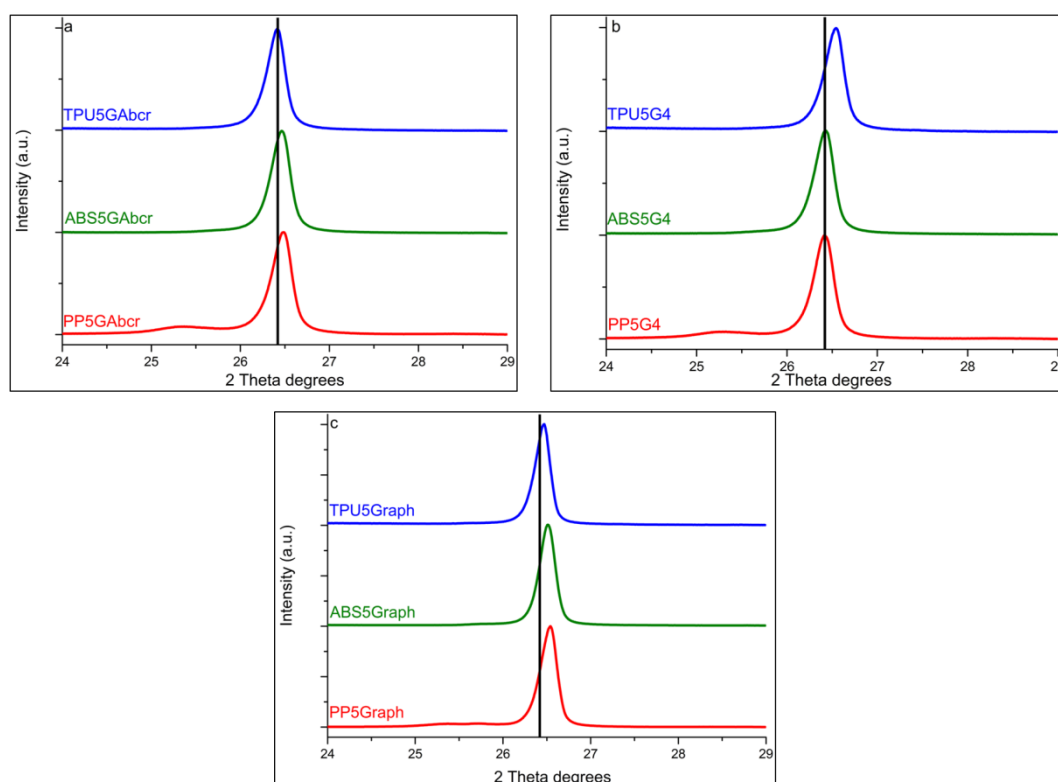 a
TPU5GAbcr
ABS5GAbcr
PP5GAbcr
Intensity (a.u.)
24 25 26 27 28 29
2 Theta degrees
b
TPU5G4
ABS5G4
PP5G4
Intensity (a.u.)
24 25 26 27 28 2
2 Theta degrees
c
TPU5Graph
ABS5Graph
PP5Graph
Intensity (a.u.)
24 25 26 27 28 29
2 Theta degrees